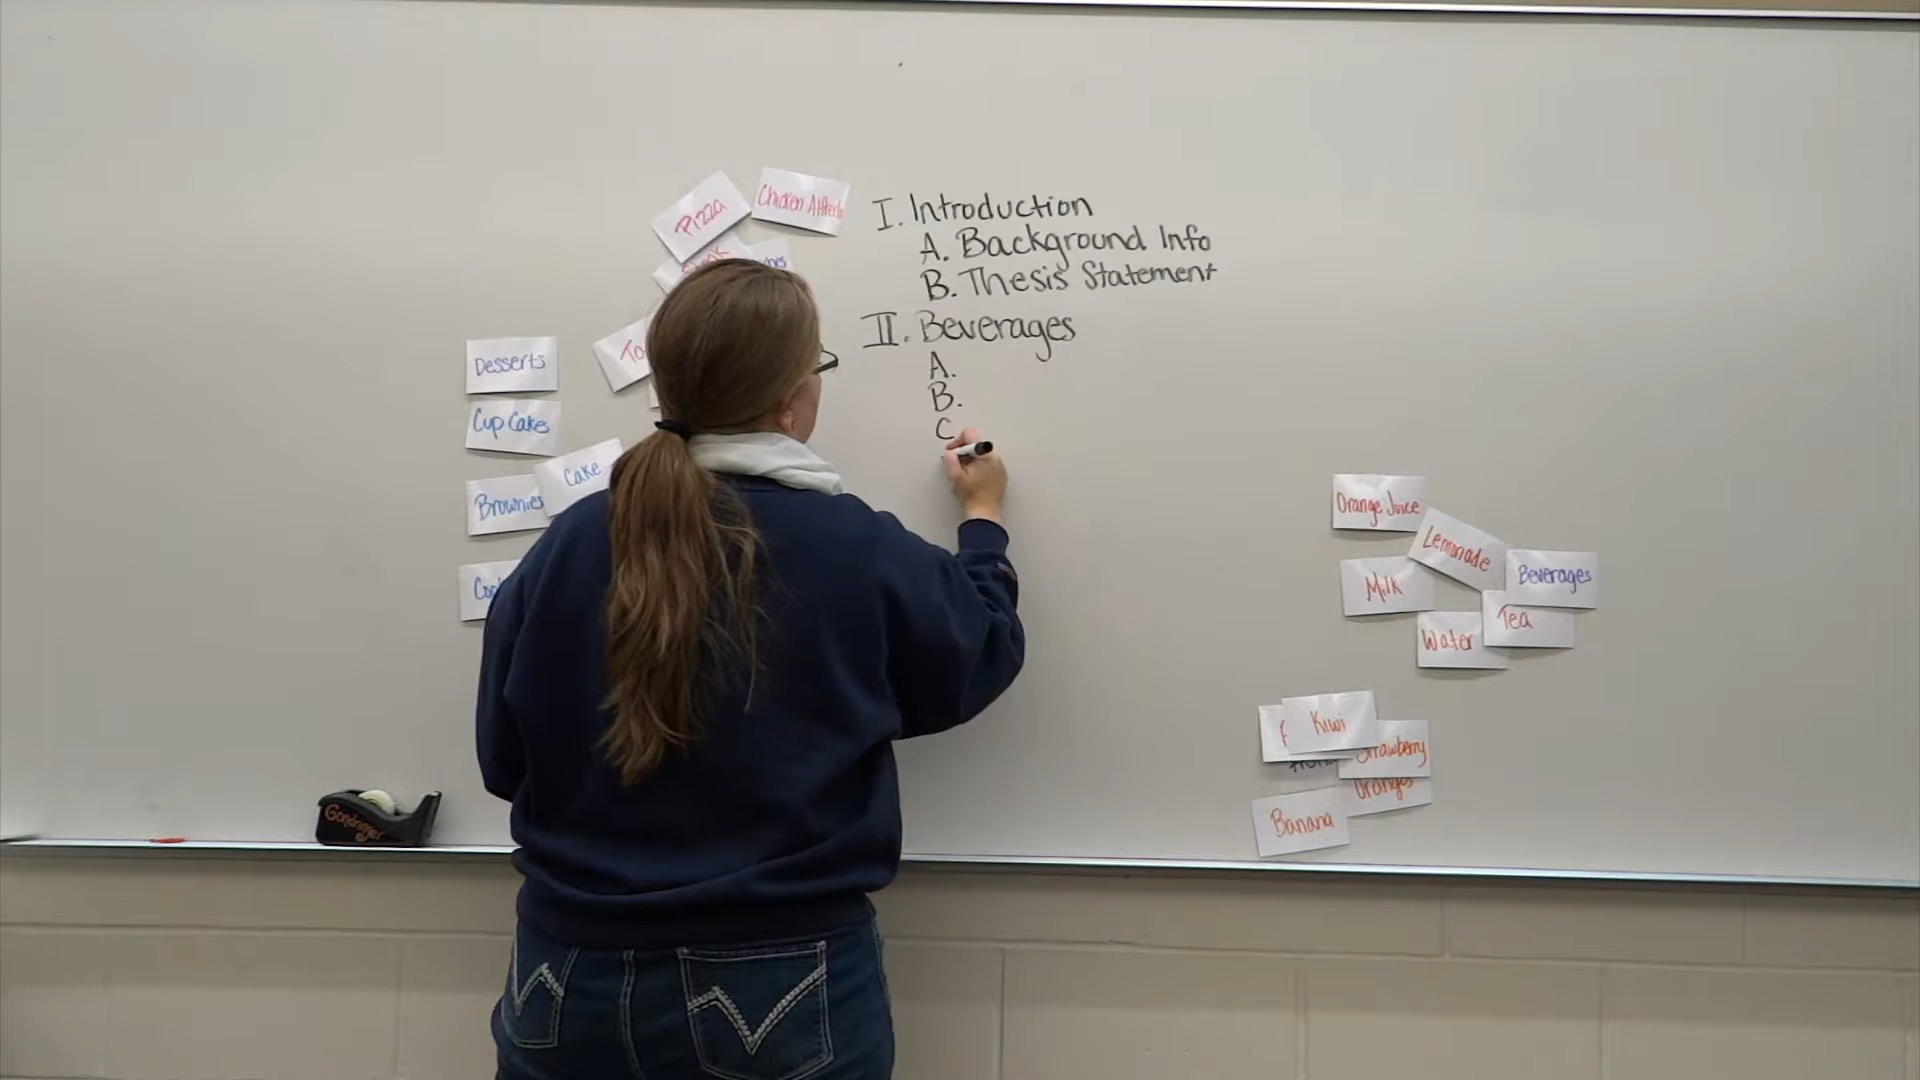 Pizza
Chicken Alfredo
I. Introduction
A. Background Info
B. Thesis Statement
II. Beverages
A.
B.
C
Desserts
Cup Cakes
Cake
Brownies
Orange Juice
Lemonade
Milk
Beverages
Tea
Water
Kiwi
Strawberry
Oranges
Banana
Gondringer